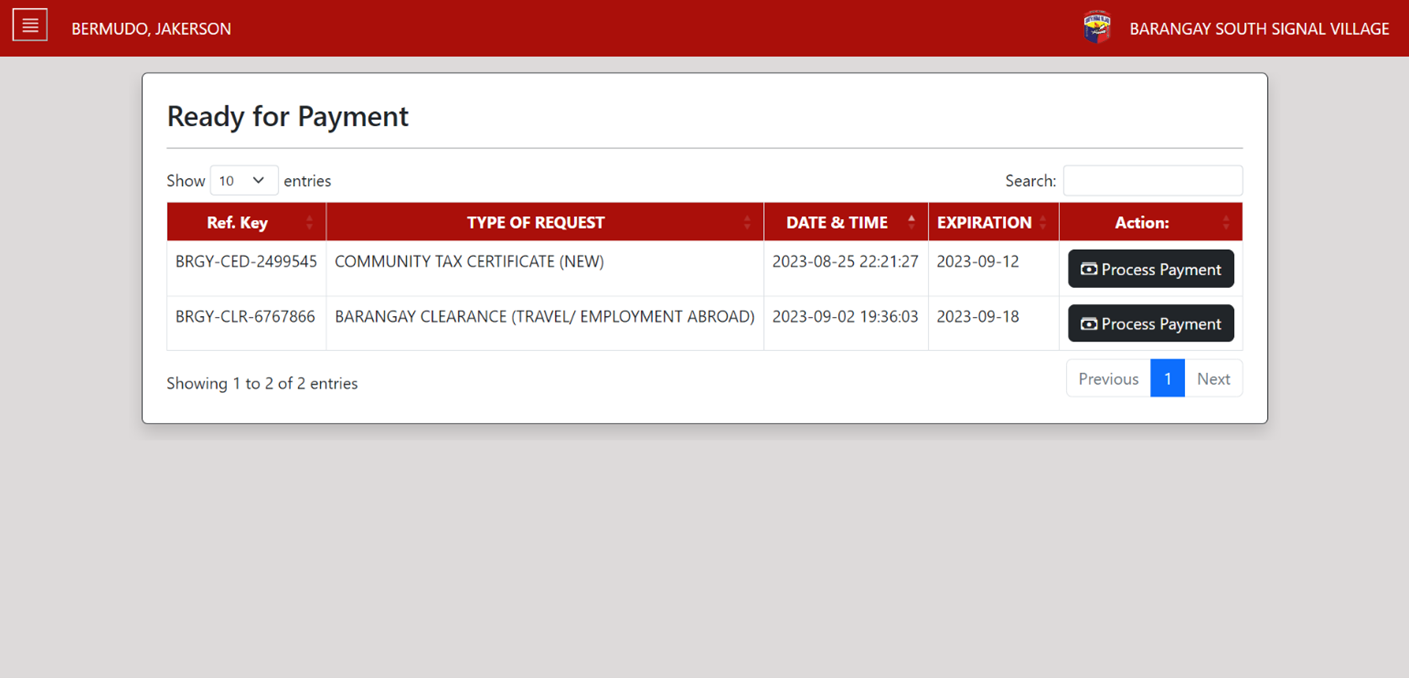 BERMUDO, JAKERSON
BARANGAY SOUTH SIGNAL VILLAGE
Ready for Payment
Show 10 entries
Search:
Ref. Key TYPE OF REQUEST DATE & TIME EXPIRATION Action:
BRGY-CED-2499545 COMMUNITY TAX CERTIFICATE (NEW) 2023-08-25 22:21:27 2023-09-12 Process Payment
BRGY-CLR-6767866 BARANGAY CLEARANCE (TRAVEL/ EMPLOYMENT ABROAD) 2023-09-02 19:36:03 2023-09-18 Process Payment
Showing 1 to 2 of 2 entries
Previous 1 Next